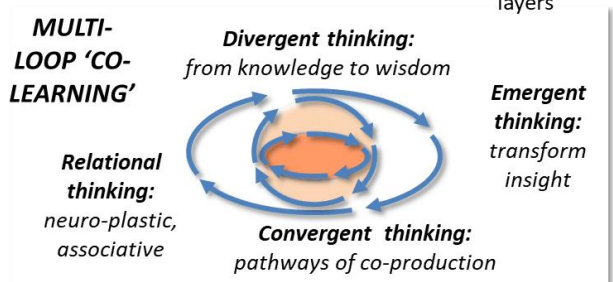 layers
MULTI-
LOOP ‘CO-
LEARNING’
Divergent thinking:
from knowledge to wisdom
Emergent
thinking:
transform
insight
Relational
thinking:
neuro-plastic,
associative
Convergent thinking:
pathways of co-production